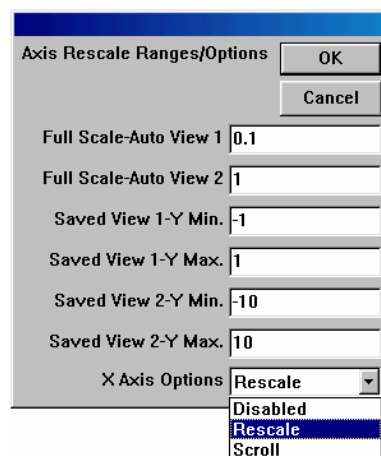 Axis Rescale Ranges/Options
OK
Cancel
Full Scale-Auto View 1 0.1
Full Scale-Auto View 2 1
Saved View 1-Y Min. -1
Saved View 1-Y Max. 1
Saved View 2-Y Min. -10
Saved View 2-Y Max. 10
X Axis Options Rescale
Disabled
Rescale
Scroll